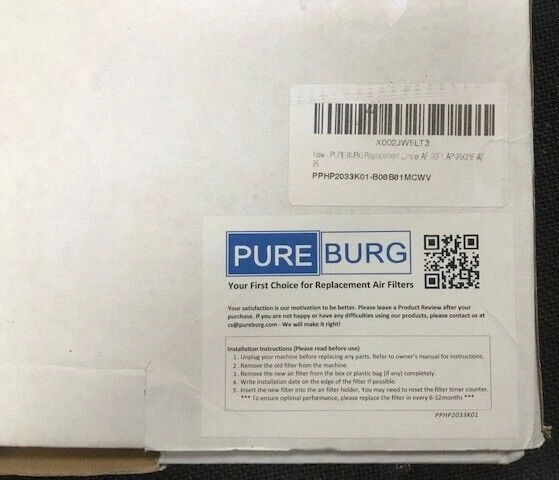 X002JW5LT3
New - PUREBURG Replacement
PPHP2033K01-B08B81MCWV
PURE BURG
Your First Choice for Replacement Air Filters
Your satisfaction is our motivation to be better. Please leave a Product Review after your
purchase. If you are not happy or have any difficulties using our products, please contact us at
cs@pureburg.com - We will make it right!
Installation Instructions (Please read before use)
1. Unplug your machine before replacing any parts. Refer to owner's manual for instructions.
2. Remove the old filter from the machine.
3. Remove the new air filter from the box or plastic bag (if any) completely.
4. Write installation date on the edge of the filter if possible.
5. Insert the new filter into the air filter holder. You may need to reset the filter timer counter.
*** To ensure optimal performance, please replace the filter in every 6-12months ***
PPHP2033K01